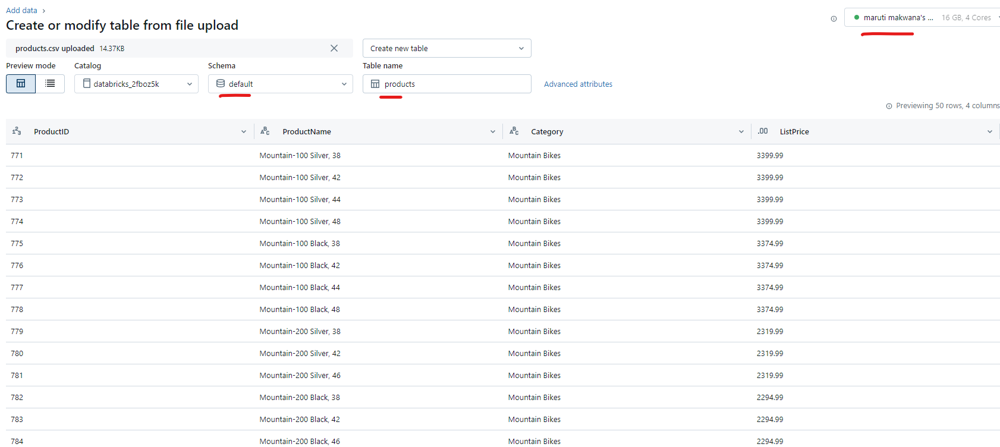 Add data ›
Create or modify table from file upload
maruti makwana's ... 16 GB, 4 Cores
products.csv uploaded 14.37KB
Create new table
Preview mode Catalog Schema Table name
databricks_2fboz5k default products Advanced attributes
Previewing 50 rows, 4 columns
ProductID ProductName Category ListPrice
771 Mountain-100 Silver, 38 Mountain Bikes 3399.99
772 Mountain-100 Silver, 42 Mountain Bikes 3399.99
773 Mountain-100 Silver, 44 Mountain Bikes 3399.99
774 Mountain-100 Silver, 48 Mountain Bikes 3399.99
775 Mountain-100 Black, 38 Mountain Bikes 3374.99
776 Mountain-100 Black, 42 Mountain Bikes 3374.99
777 Mountain-100 Black, 44 Mountain Bikes 3374.99
778 Mountain-100 Black, 48 Mountain Bikes 3374.99
779 Mountain-200 Silver, 38 Mountain Bikes 2319.99
780 Mountain-200 Silver, 42 Mountain Bikes 2319.99
781 Mountain-200 Silver, 46 Mountain Bikes 2319.99
782 Mountain-200 Black, 38 Mountain Bikes 2294.99
783 Mountain-200 Black, 42 Mountain Bikes 2294.99
784 Mountain-200 Black, 46 Mountain Bikes 2294.99